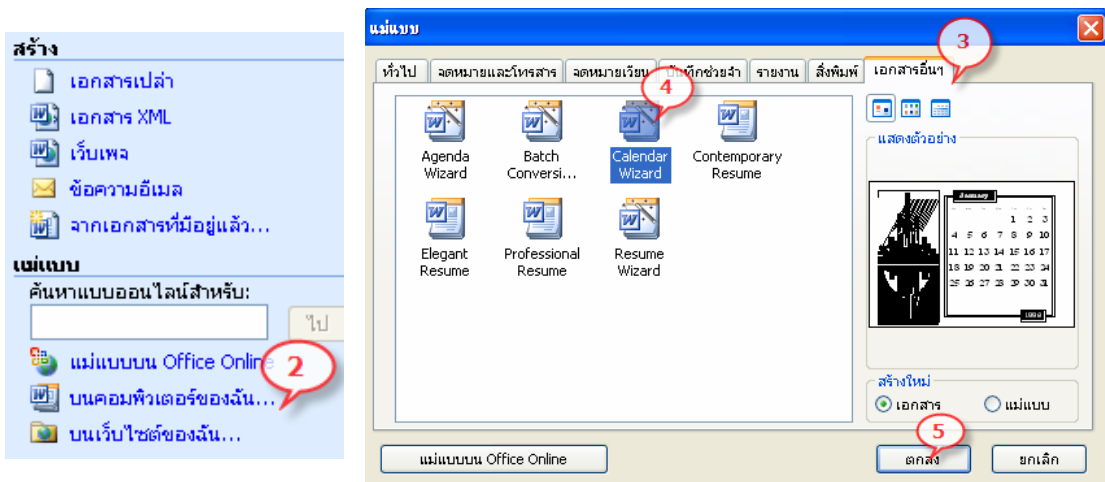 สร้าง
เอกสารเปล่า
เอกสาร XML
เว็บเพจ
ข้อความอีเมล
จากเอกสารที่มีอยู่แล้ว...
แม่แบบ
ค้นหาแบบออนไลน์สำหรับ:
ไป
แม่แบบบน Office Online
2
บนคอมพิวเตอร์ของฉัน...
บนเว็บไซต์ของฉัน...
แม่แบบ
3
ทั่วไป จดหมายและโทรสาร จดหมายเวียน บันทึกช่วยจำ รายงาน สิ่งพิมพ์ เอกสารอื่นๆ
4
Agenda Wizard
Batch Conversi...
Calendar Wizard
Contemporary Resume
Elegant Resume
Professional Resume
Resume Wizard
แสดงตัวอย่าง
January
1 2 3
4 5 6 7 8 9 10
11 12 13 14 15 16 17
18 19 20 21 22 23 24
25 26 27 28 29 30 31
สร้างใหม่
เอกสาร แม่แบบ
5
แม่แบบบน Office Online ตกลง ยกเลิก